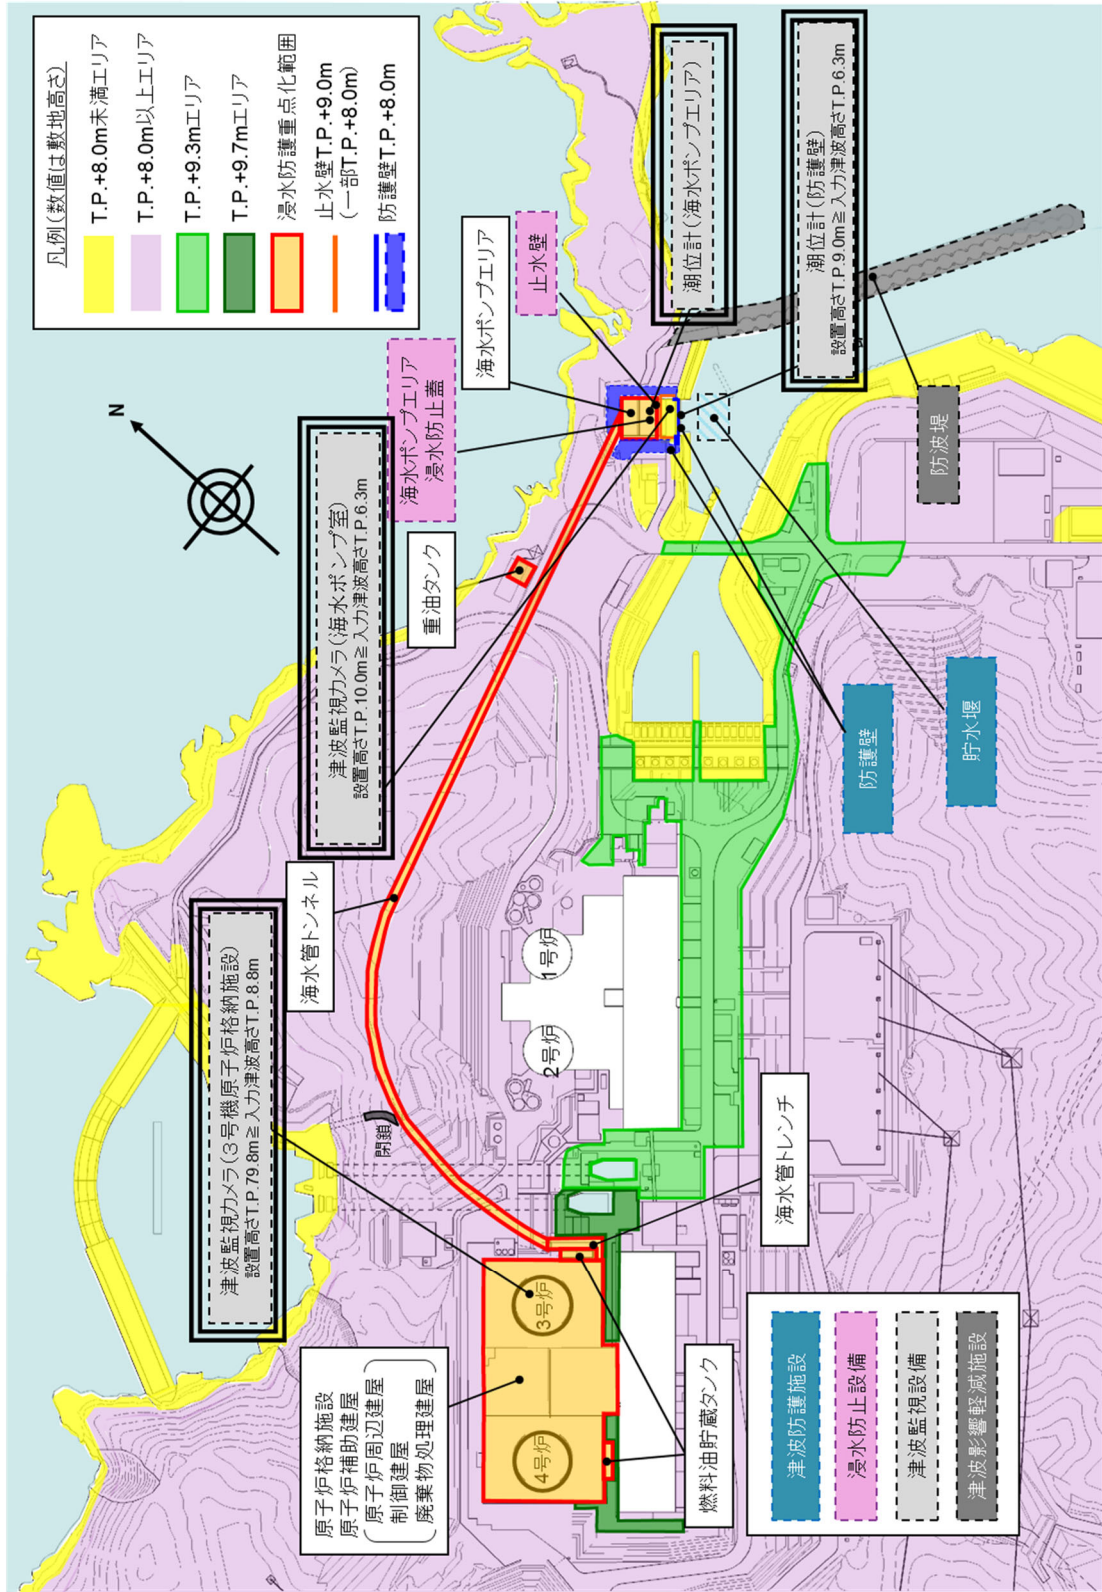 凡例(数値は敷地高さ)
T.P.+8.0m未満エリア
T.P.+8.0m以上エリア
T.P.+9.3mエリア
T.P.+9.7mエリア
浸水防護重点化範囲
止水壁T.P.+9.0m
(一部T.P.+8.0m)
防護壁T.P.+8.0m
N
津波監視カメラ(3号機原子炉格納施設)
設置高さT.P.79.8m≧入力津波高さT.P.8.8m
海水管トンネル
津波監視カメラ(海水ポンプ室)
設置高さT.P.10.0m≧入力津波高さT.P.6.3m
海水ポンプエリア
浸水防止蓋
重油タンク
海水ポンプエリア
止水壁
潮位計(海水ポンプエリア)
潮位計(防護壁)
設置高さT.P.9.0m≧入力津波高さT.P.6.3m
防波堤
閉鎖
原子炉格納施設
原子炉補助建屋
原子炉周辺建屋
制御建屋
廃棄物処理建屋
4号炉
3号炉
2号炉
1号炉
燃料油貯蔵タンク
海水管トレンチ
防護壁
貯水堰
津波防護施設
浸水防止設備
津波監視設備
津波影響軽減施設